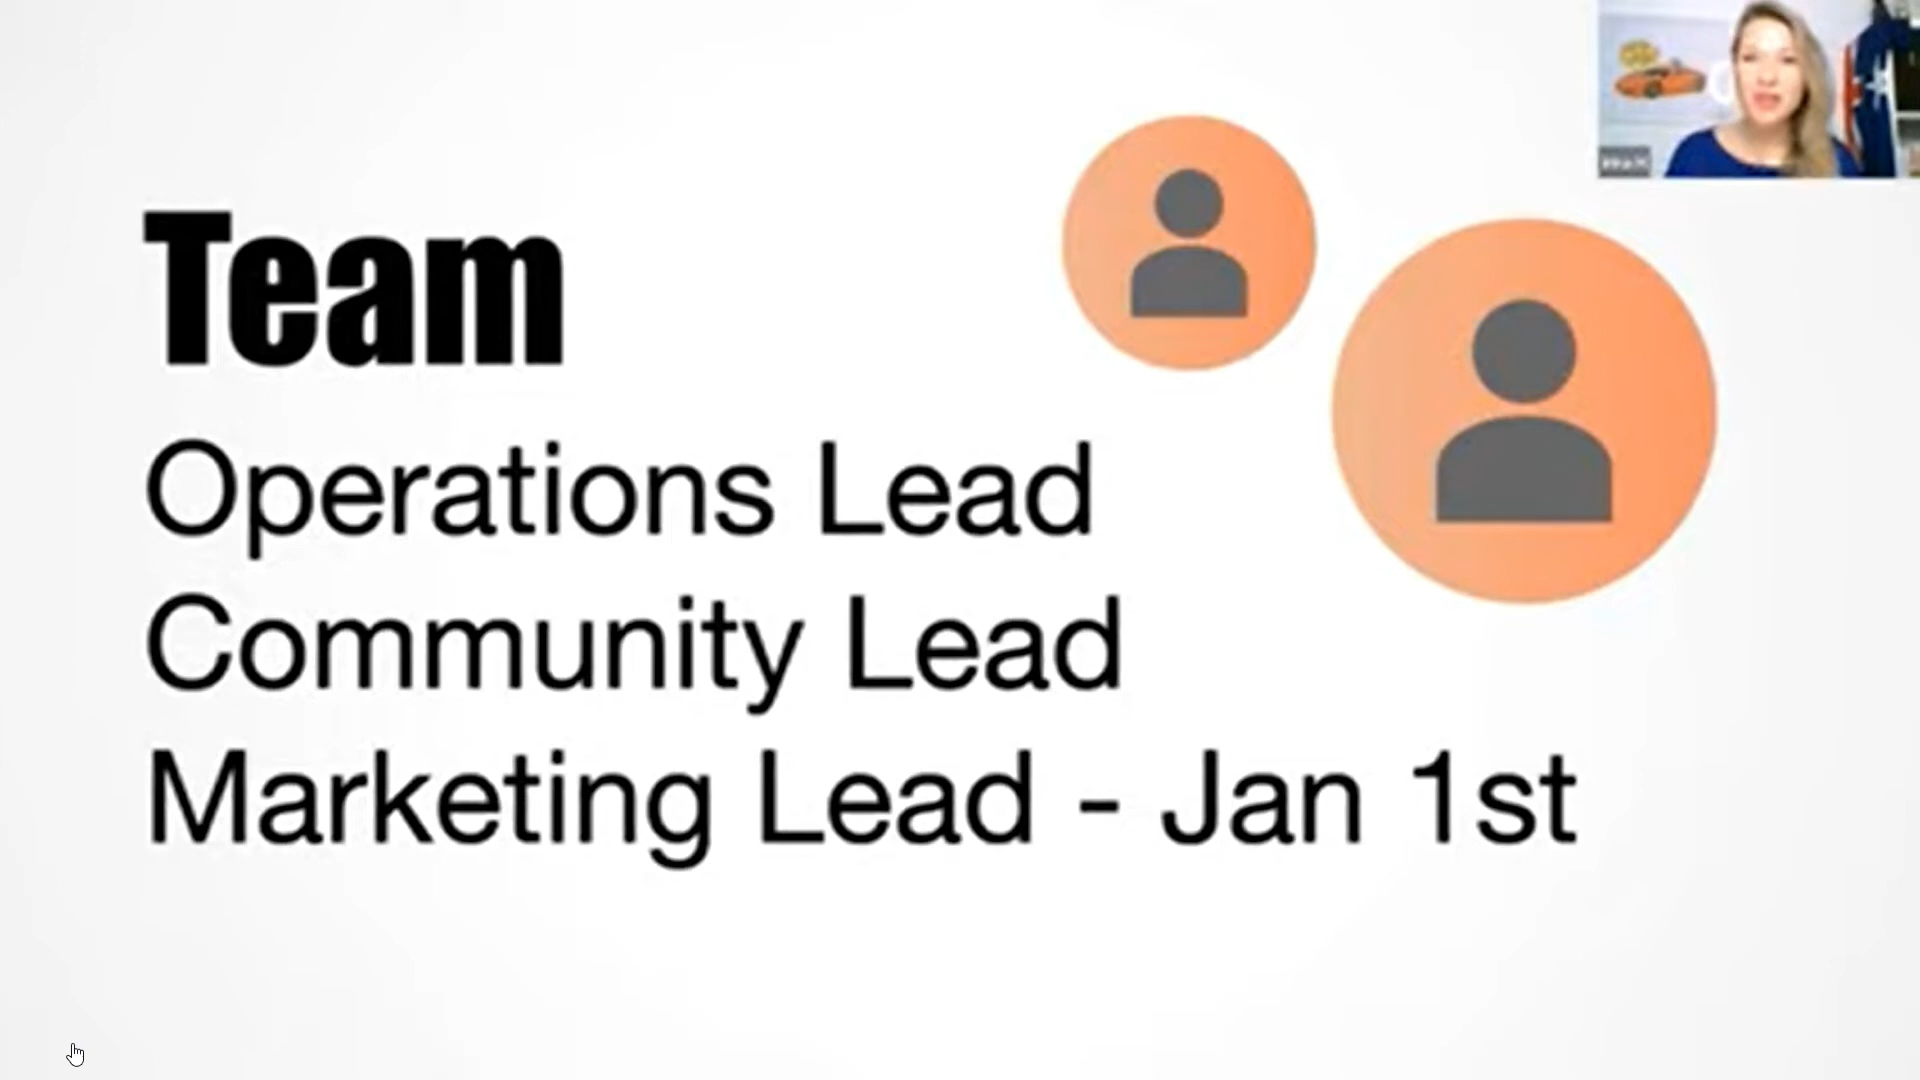 Team
Operations Lead
Community Lead
Marketing Lead - Jan 1st